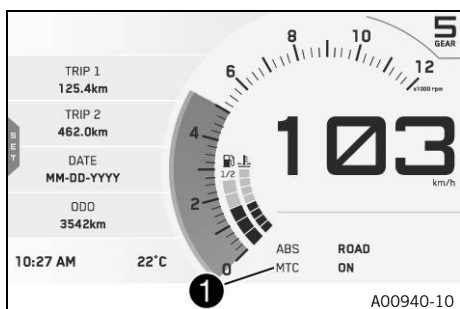 TRIP 1
125.4km
TRIP 2
462.0km
DATE
MM-DD-YYYY
ODO
3542km
SET
10:27 AM
22°C
0
2
4
6
8
10
12
x1000 rpm
1/2
5
GEAR
103
km/h
ABS ROAD
MTC ON
1
A00940-10